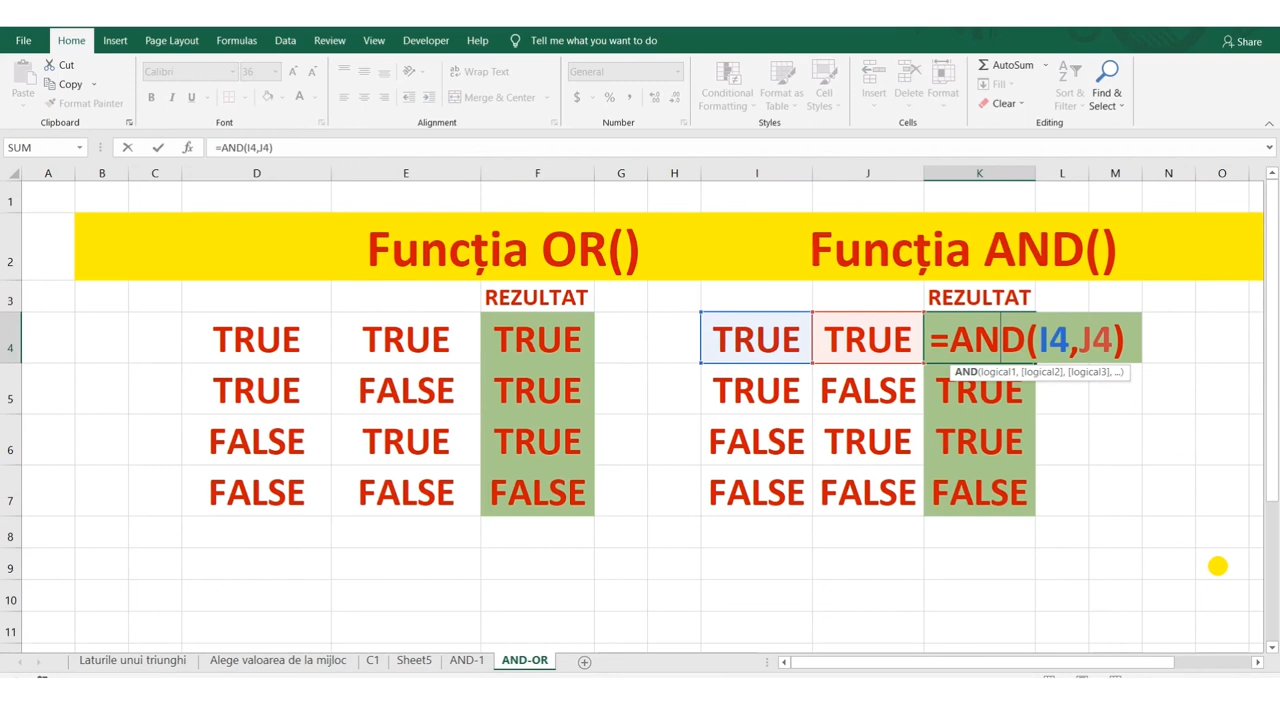 File Home Insert Page Layout Formulas Data Review View Developer Help Tell me what you want to do Share
Paste Cut Copy Format Painter Clipboard
Calibri 36 B I U A A A Font
Wrap Text Merge & Center Alignment
General $ % , Number
Conditional Formatting Format as Table Cell Styles Styles
Insert Delete Format Cells
AutoSum Fill Clear Sort & Filter Find & Select Editing
SUM fx =AND(I4,J4)
A B C D E F G H I J K L M N O
1
2 Funcția OR() Funcția AND()
3 REZULTAT REZULTAT
4 TRUE TRUE TRUE TRUE TRUE =AND(I4,J4)
AND(logical1, [logical2], [logical3], ...)
5 TRUE FALSE TRUE TRUE FALSE TRUE
6 FALSE TRUE TRUE FALSE TRUE TRUE
7 FALSE FALSE FALSE FALSE FALSE FALSE
8
9
10
11
Laturile unui triunghi Alege valoarea de la mijloc C1 Sheet5 AND-1 AND-OR